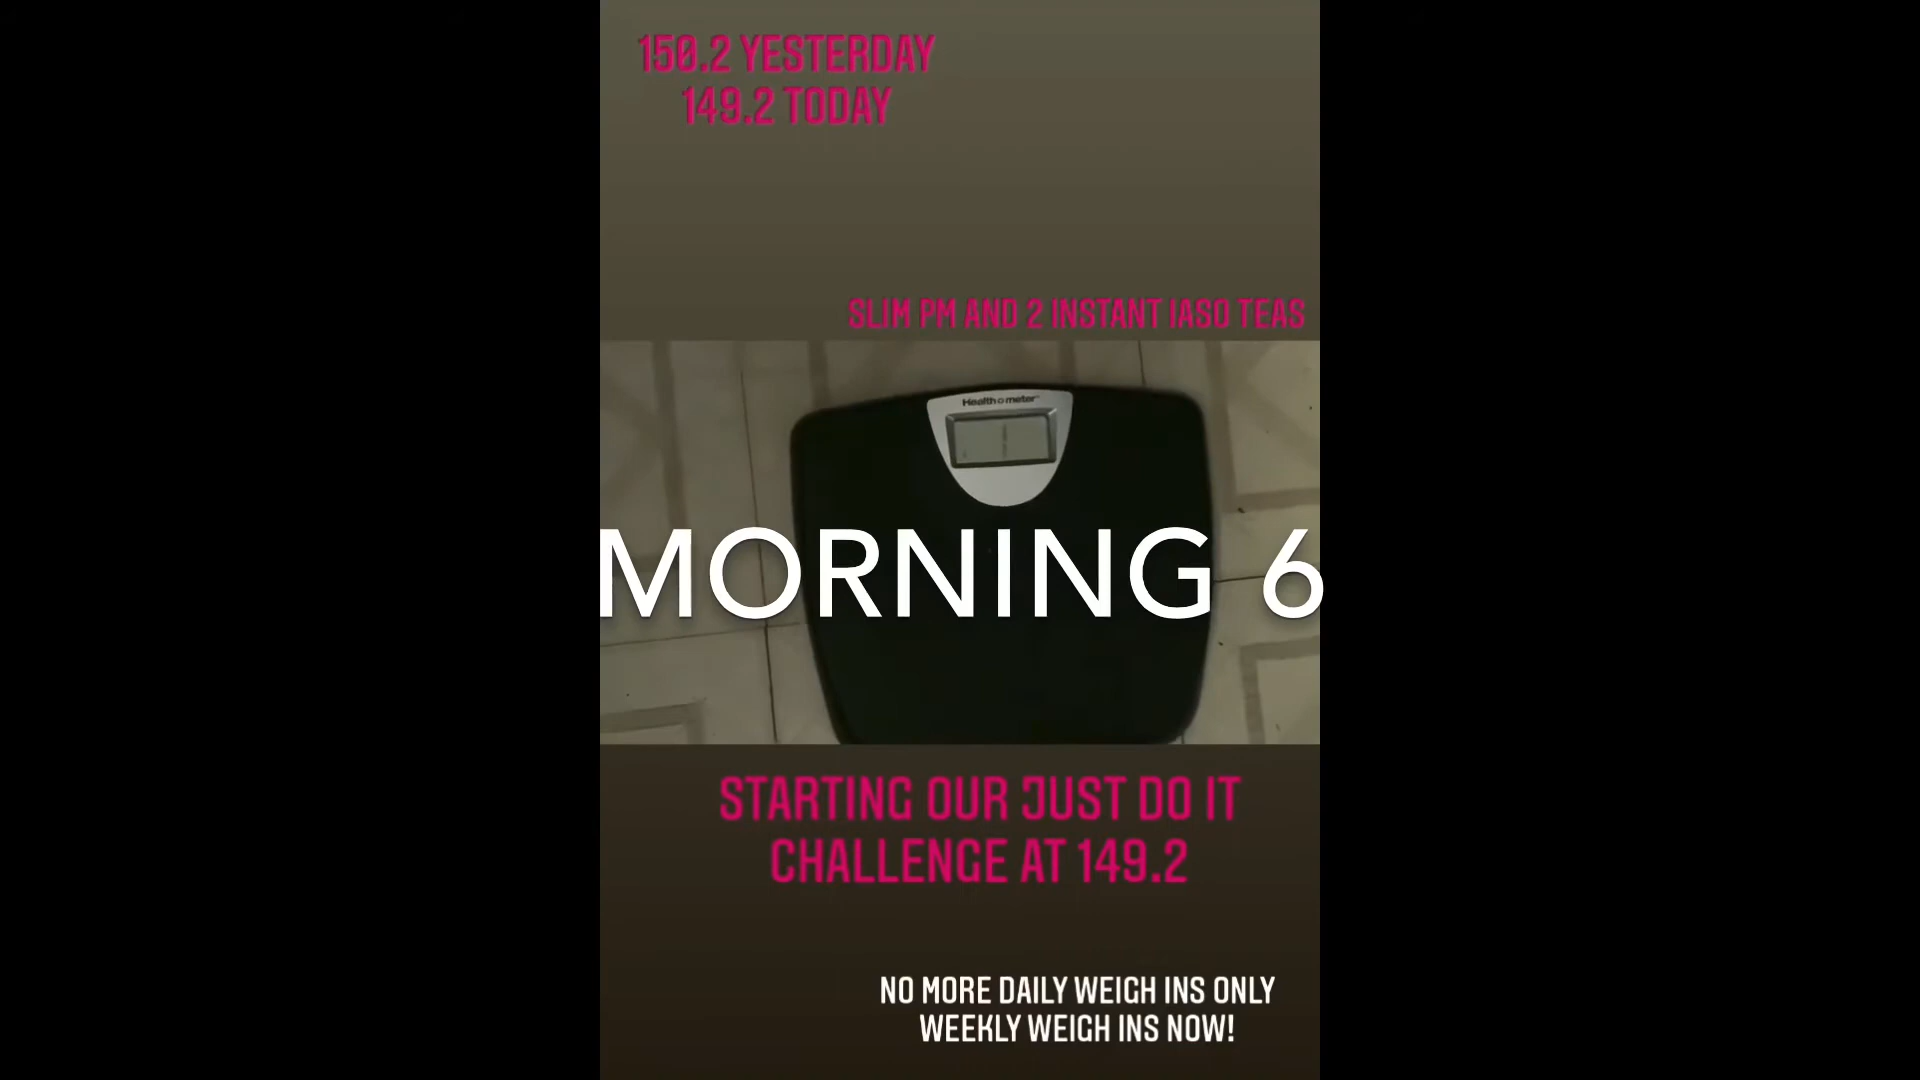 150.2 YESTERDAY
149.2 TODAY
SLIM PM AND 2 INSTANT IASO TEAS
Health o meter
MORNING 6
STARTING OUR JUST DO IT
CHALLENGE AT 149.2
NO MORE DAILY WEIGH INS ONLY
WEEKLY WEIGH INS NOW!